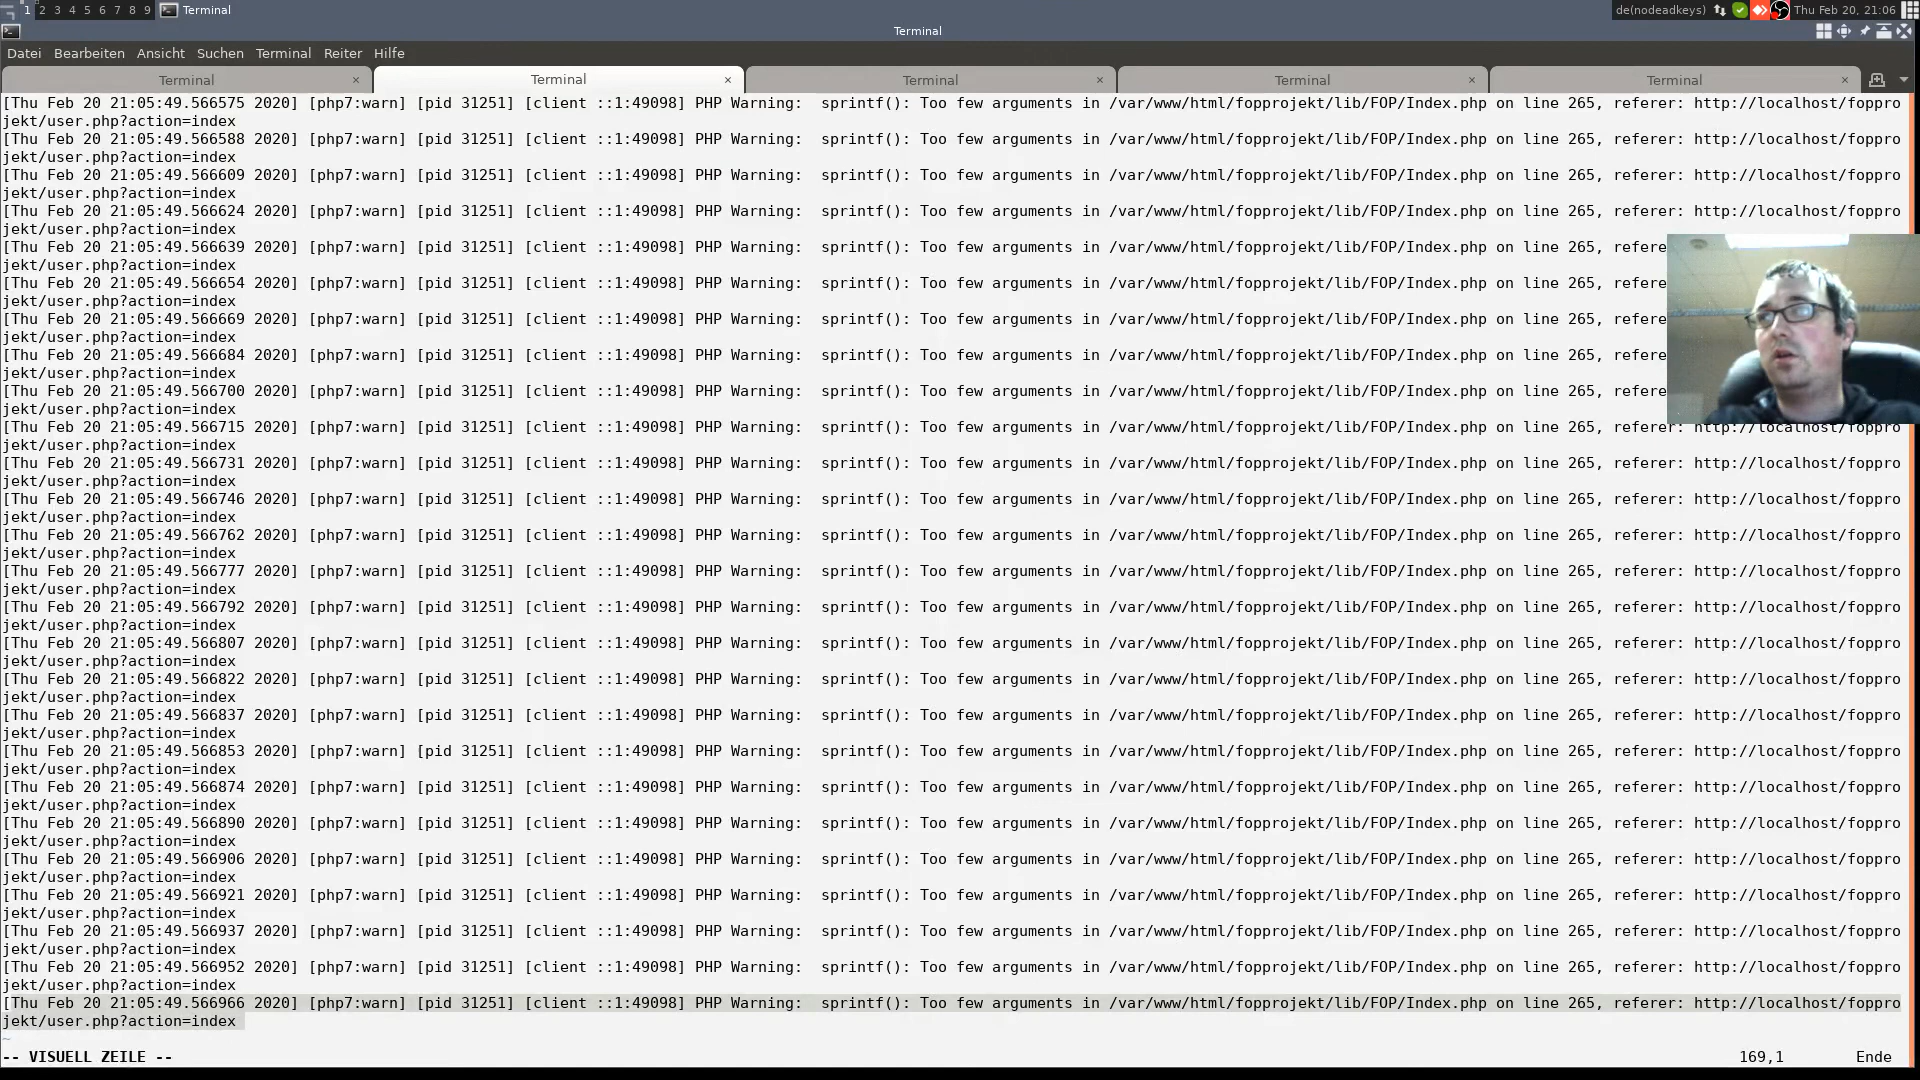 1 2 3 4 5 6 7 8 9 Terminal de(nodeadkeys) Thu Feb 20, 21:06
Terminal
Datei Bearbeiten Ansicht Suchen Terminal Reiter Hilfe
Terminal × Terminal × Terminal × Terminal × Terminal ×
[Thu Feb 20 21:05:49.566575 2020] [php7:warn] [pid 31251] [client ::1:49098] PHP Warning:  sprintf(): Too few arguments in /var/www/html/fopprojekt/lib/FOP/Index.php on line 265, referer: http://localhost/foppro
jekt/user.php?action=index
[Thu Feb 20 21:05:49.566588 2020] [php7:warn] [pid 31251] [client ::1:49098] PHP Warning:  sprintf(): Too few arguments in /var/www/html/fopprojekt/lib/FOP/Index.php on line 265, referer: http://localhost/foppro
jekt/user.php?action=index
[Thu Feb 20 21:05:49.566609 2020] [php7:warn] [pid 31251] [client ::1:49098] PHP Warning:  sprintf(): Too few arguments in /var/www/html/fopprojekt/lib/FOP/Index.php on line 265, referer: http://localhost/foppro
jekt/user.php?action=index
[Thu Feb 20 21:05:49.566624 2020] [php7:warn] [pid 31251] [client ::1:49098] PHP Warning:  sprintf(): Too few arguments in /var/www/html/fopprojekt/lib/FOP/Index.php on line 265, referer: http://localhost/foppro
jekt/user.php?action=index
[Thu Feb 20 21:05:49.566639 2020] [php7:warn] [pid 31251] [client ::1:49098] PHP Warning:  sprintf(): Too few arguments in /var/www/html/fopprojekt/lib/FOP/Index.php on line 265, refere
jekt/user.php?action=index
[Thu Feb 20 21:05:49.566654 2020] [php7:warn] [pid 31251] [client ::1:49098] PHP Warning:  sprintf(): Too few arguments in /var/www/html/fopprojekt/lib/FOP/Index.php on line 265, refere
jekt/user.php?action=index
[Thu Feb 20 21:05:49.566669 2020] [php7:warn] [pid 31251] [client ::1:49098] PHP Warning:  sprintf(): Too few arguments in /var/www/html/fopprojekt/lib/FOP/Index.php on line 265, refere
jekt/user.php?action=index
[Thu Feb 20 21:05:49.566684 2020] [php7:warn] [pid 31251] [client ::1:49098] PHP Warning:  sprintf(): Too few arguments in /var/www/html/fopprojekt/lib/FOP/Index.php on line 265, refere
jekt/user.php?action=index
[Thu Feb 20 21:05:49.566700 2020] [php7:warn] [pid 31251] [client ::1:49098] PHP Warning:  sprintf(): Too few arguments in /var/www/html/fopprojekt/lib/FOP/Index.php on line 265, refere
jekt/user.php?action=index
[Thu Feb 20 21:05:49.566715 2020] [php7:warn] [pid 31251] [client ::1:49098] PHP Warning:  sprintf(): Too few arguments in /var/www/html/fopprojekt/lib/FOP/Index.php on line 265, referer: http://localhost/foppro
jekt/user.php?action=index
[Thu Feb 20 21:05:49.566731 2020] [php7:warn] [pid 31251] [client ::1:49098] PHP Warning:  sprintf(): Too few arguments in /var/www/html/fopprojekt/lib/FOP/Index.php on line 265, referer: http://localhost/foppro
jekt/user.php?action=index
[Thu Feb 20 21:05:49.566746 2020] [php7:warn] [pid 31251] [client ::1:49098] PHP Warning:  sprintf(): Too few arguments in /var/www/html/fopprojekt/lib/FOP/Index.php on line 265, referer: http://localhost/foppro
jekt/user.php?action=index
[Thu Feb 20 21:05:49.566762 2020] [php7:warn] [pid 31251] [client ::1:49098] PHP Warning:  sprintf(): Too few arguments in /var/www/html/fopprojekt/lib/FOP/Index.php on line 265, referer: http://localhost/foppro
jekt/user.php?action=index
[Thu Feb 20 21:05:49.566777 2020] [php7:warn] [pid 31251] [client ::1:49098] PHP Warning:  sprintf(): Too few arguments in /var/www/html/fopprojekt/lib/FOP/Index.php on line 265, referer: http://localhost/foppro
jekt/user.php?action=index
[Thu Feb 20 21:05:49.566792 2020] [php7:warn] [pid 31251] [client ::1:49098] PHP Warning:  sprintf(): Too few arguments in /var/www/html/fopprojekt/lib/FOP/Index.php on line 265, referer: http://localhost/foppro
jekt/user.php?action=index
[Thu Feb 20 21:05:49.566807 2020] [php7:warn] [pid 31251] [client ::1:49098] PHP Warning:  sprintf(): Too few arguments in /var/www/html/fopprojekt/lib/FOP/Index.php on line 265, referer: http://localhost/foppro
jekt/user.php?action=index
[Thu Feb 20 21:05:49.566822 2020] [php7:warn] [pid 31251] [client ::1:49098] PHP Warning:  sprintf(): Too few arguments in /var/www/html/fopprojekt/lib/FOP/Index.php on line 265, referer: http://localhost/foppro
jekt/user.php?action=index
[Thu Feb 20 21:05:49.566837 2020] [php7:warn] [pid 31251] [client ::1:49098] PHP Warning:  sprintf(): Too few arguments in /var/www/html/fopprojekt/lib/FOP/Index.php on line 265, referer: http://localhost/foppro
jekt/user.php?action=index
[Thu Feb 20 21:05:49.566853 2020] [php7:warn] [pid 31251] [client ::1:49098] PHP Warning:  sprintf(): Too few arguments in /var/www/html/fopprojekt/lib/FOP/Index.php on line 265, referer: http://localhost/foppro
jekt/user.php?action=index
[Thu Feb 20 21:05:49.566874 2020] [php7:warn] [pid 31251] [client ::1:49098] PHP Warning:  sprintf(): Too few arguments in /var/www/html/fopprojekt/lib/FOP/Index.php on line 265, referer: http://localhost/foppro
jekt/user.php?action=index
[Thu Feb 20 21:05:49.566890 2020] [php7:warn] [pid 31251] [client ::1:49098] PHP Warning:  sprintf(): Too few arguments in /var/www/html/fopprojekt/lib/FOP/Index.php on line 265, referer: http://localhost/foppro
jekt/user.php?action=index
[Thu Feb 20 21:05:49.566906 2020] [php7:warn] [pid 31251] [client ::1:49098] PHP Warning:  sprintf(): Too few arguments in /var/www/html/fopprojekt/lib/FOP/Index.php on line 265, referer: http://localhost/foppro
jekt/user.php?action=index
[Thu Feb 20 21:05:49.566921 2020] [php7:warn] [pid 31251] [client ::1:49098] PHP Warning:  sprintf(): Too few arguments in /var/www/html/fopprojekt/lib/FOP/Index.php on line 265, referer: http://localhost/foppro
jekt/user.php?action=index
[Thu Feb 20 21:05:49.566937 2020] [php7:warn] [pid 31251] [client ::1:49098] PHP Warning:  sprintf(): Too few arguments in /var/www/html/fopprojekt/lib/FOP/Index.php on line 265, referer: http://localhost/foppro
jekt/user.php?action=index
[Thu Feb 20 21:05:49.566952 2020] [php7:warn] [pid 31251] [client ::1:49098] PHP Warning:  sprintf(): Too few arguments in /var/www/html/fopprojekt/lib/FOP/Index.php on line 265, referer: http://localhost/foppro
jekt/user.php?action=index
[Thu Feb 20 21:05:49.566966 2020] [php7:warn] [pid 31251] [client ::1:49098] PHP Warning:  sprintf(): Too few arguments in /var/www/html/fopprojekt/lib/FOP/Index.php on line 265, referer: http://localhost/foppro
jekt/user.php?action=index
~
-- VISUELL ZEILE -- 169,1 Ende